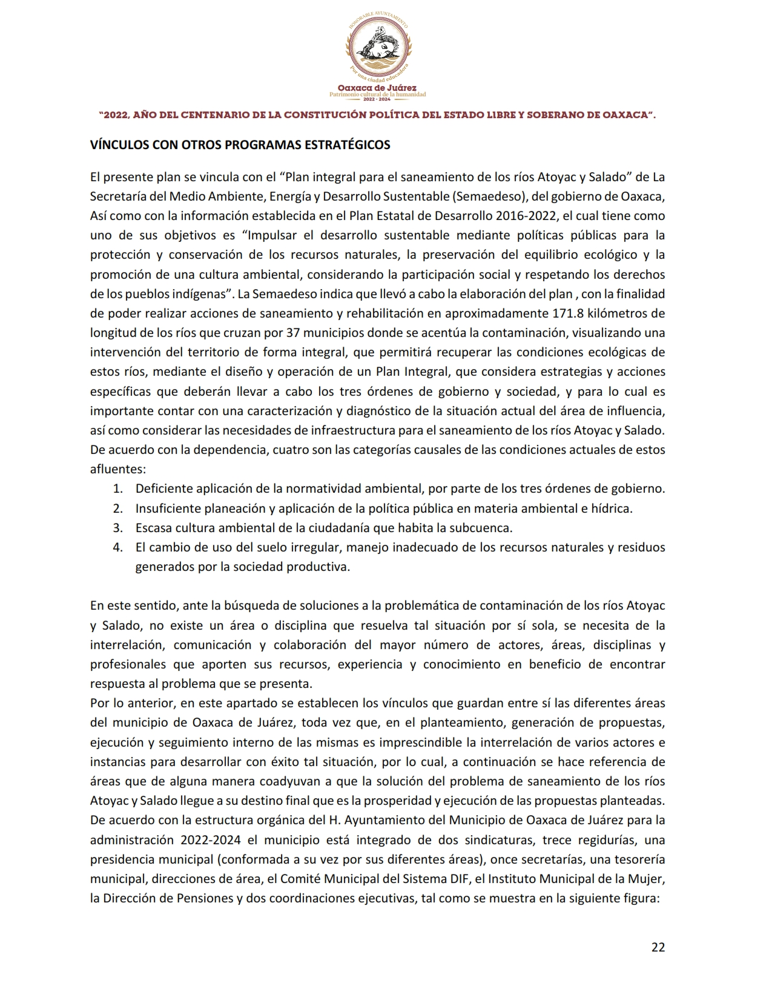 HONORABLE AYUNTAMIENTO
Por una ciudad educadora
Oaxaca de Juárez
Patrimonio cultural de la humanidad
2022 - 2024
“2022, AÑO DEL CENTENARIO DE LA CONSTITUCIÓN POLÍTICA DEL ESTADO LIBRE Y SOBERANO DE OAXACA”.
VÍNCULOS CON OTROS PROGRAMAS ESTRATÉGICOS
El presente plan se vincula con el “Plan integral para el saneamiento de los ríos Atoyac y Salado” de La
Secretaría del Medio Ambiente, Energía y Desarrollo Sustentable (Semaedeso), del gobierno de Oaxaca,
Así como con la información establecida en el Plan Estatal de Desarrollo 2016-2022, el cual tiene como
uno de sus objetivos es “Impulsar el desarrollo sustentable mediante políticas públicas para la
protección y conservación de los recursos naturales, la preservación del equilibrio ecológico y la
promoción de una cultura ambiental, considerando la participación social y respetando los derechos
de los pueblos indígenas”. La Semaedeso indica que llevó a cabo la elaboración del plan , con la finalidad
de poder realizar acciones de saneamiento y rehabilitación en aproximadamente 171.8 kilómetros de
longitud de los ríos que cruzan por 37 municipios donde se acentúa la contaminación, visualizando una
intervención del territorio de forma integral, que permitirá recuperar las condiciones ecológicas de
estos ríos, mediante el diseño y operación de un Plan Integral, que considera estrategias y acciones
específicas que deberán llevar a cabo los tres órdenes de gobierno y sociedad, y para lo cual es
importante contar con una caracterización y diagnóstico de la situación actual del área de influencia,
así como considerar las necesidades de infraestructura para el saneamiento de los ríos Atoyac y Salado.
De acuerdo con la dependencia, cuatro son las categorías causales de las condiciones actuales de estos
afluentes:
1. Deficiente aplicación de la normatividad ambiental, por parte de los tres órdenes de gobierno.
2. Insuficiente planeación y aplicación de la política pública en materia ambiental e hídrica.
3. Escasa cultura ambiental de la ciudadanía que habita la subcuenca.
4. El cambio de uso del suelo irregular, manejo inadecuado de los recursos naturales y residuos
generados por la sociedad productiva.
En este sentido, ante la búsqueda de soluciones a la problemática de contaminación de los ríos Atoyac
y Salado, no existe un área o disciplina que resuelva tal situación por sí sola, se necesita de la
interrelación, comunicación y colaboración del mayor número de actores, áreas, disciplinas y
profesionales que aporten sus recursos, experiencia y conocimiento en beneficio de encontrar
respuesta al problema que se presenta.
Por lo anterior, en este apartado se establecen los vínculos que guardan entre sí las diferentes áreas
del municipio de Oaxaca de Juárez, toda vez que, en el planteamiento, generación de propuestas,
ejecución y seguimiento interno de las mismas es imprescindible la interrelación de varios actores e
instancias para desarrollar con éxito tal situación, por lo cual, a continuación se hace referencia de
áreas que de alguna manera coadyuvan a que la solución del problema de saneamiento de los ríos
Atoyac y Salado llegue a su destino final que es la prosperidad y ejecución de las propuestas planteadas.
De acuerdo con la estructura orgánica del H. Ayuntamiento del Municipio de Oaxaca de Juárez para la
administración 2022-2024 el municipio está integrado de dos sindicaturas, trece regidurías, una
presidencia municipal (conformada a su vez por sus diferentes áreas), once secretarías, una tesorería
municipal, direcciones de área, el Comité Municipal del Sistema DIF, el Instituto Municipal de la Mujer,
la Dirección de Pensiones y dos coordinaciones ejecutivas, tal como se muestra en la siguiente figura:
22